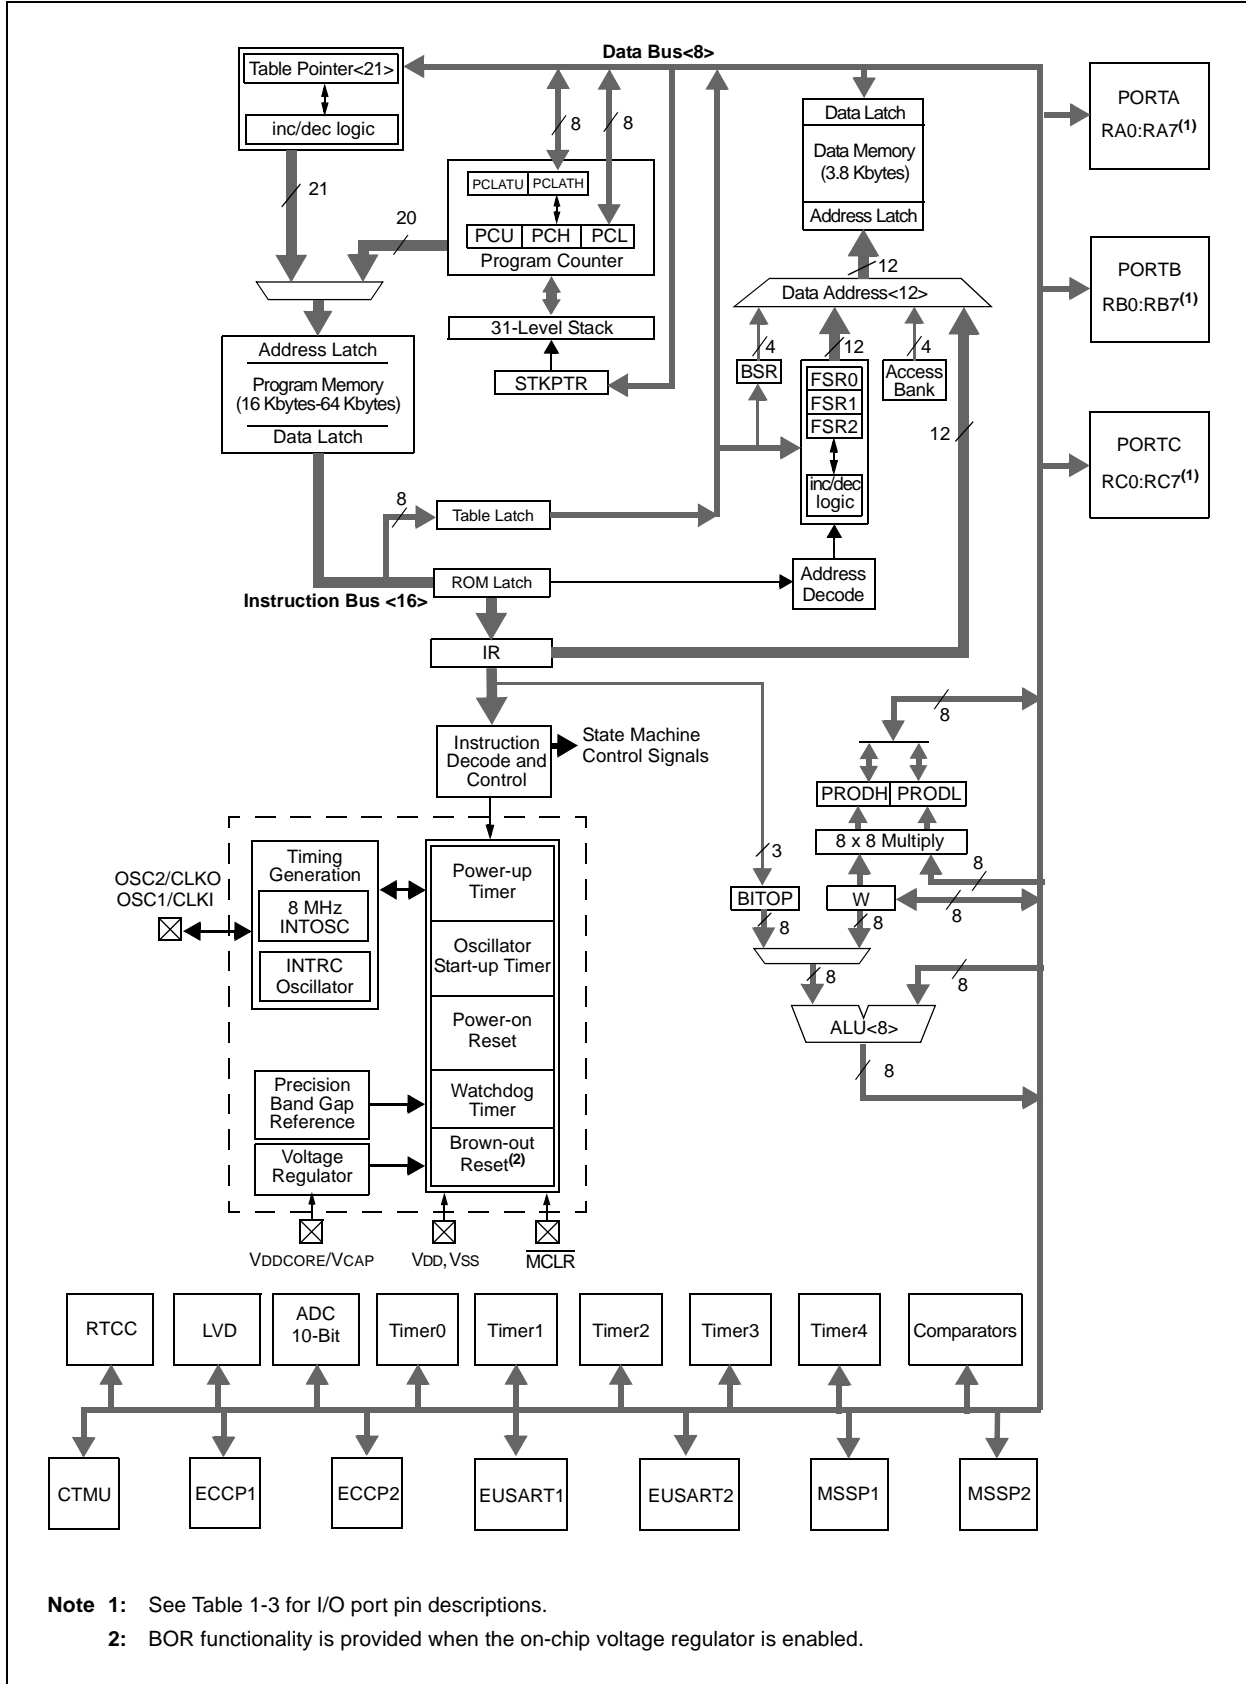 Data Bus<8>
Table Pointer<21>
inc/dec logic
21
20
8
8
PCLATU
PCLATH
PCU
PCH
PCL
Program Counter
31-Level Stack
STKPTR
Data Latch
Data Memory
(3.8 Kbytes)
Address Latch
12
Data Address<12>
4
12
4
BSR
FSR0
FSR1
FSR2
inc/dec
logic
Access
Bank
12
PORTA
RA0:RA7(1)
PORTB
RB0:RB7(1)
PORTC
RC0:RC7(1)
Address Latch
Program Memory
(16 Kbytes-64 Kbytes)
Data Latch
8
Table Latch
ROM Latch
Instruction Bus <16>
Address
Decode
IR
Instruction
Decode and
Control
State Machine
Control Signals
8
PRODH
PRODL
8 x 8 Multiply
3
8
BITOP
W
8
8
8
8
8
ALU<8>
8
OSC2/CLKO
OSC1/CLKI
Timing
Generation
8 MHz
INTOSC
INTRC
Oscillator
Power-up
Timer
Oscillator
Start-up Timer
Power-on
Reset
Watchdog
Timer
Brown-out
Reset(2)
Precision
Band Gap
Reference
Voltage
Regulator
VDDCORE/VCAP
VDD, VSS
MCLR
RTCC
LVD
ADC
10-Bit
Timer0
Timer1
Timer2
Timer3
Timer4
Comparators
CTMU
ECCP1
ECCP2
EUSART1
EUSART2
MSSP1
MSSP2
Note 1: See Table 1-3 for I/O port pin descriptions.
2: BOR functionality is provided when the on-chip voltage regulator is enabled.